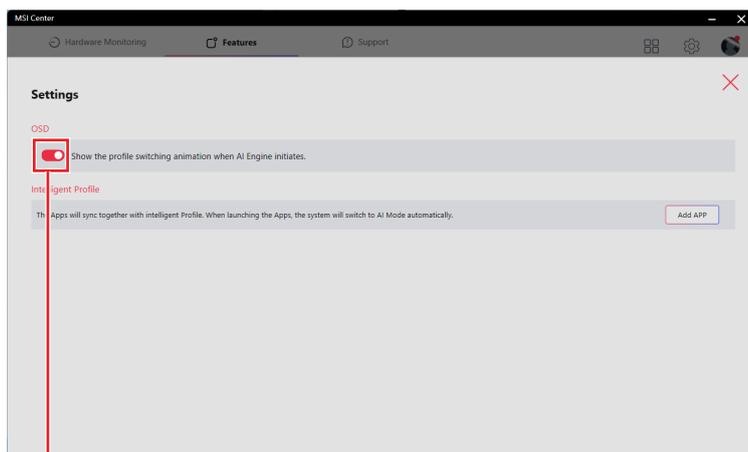 MSI Center
Hardware Monitoring Features Support
Settings
OSD
Show the profile switching animation when AI Engine initiates.
Intelligent Profile
The Apps will sync together with intelligent Profile. When launching the Apps, the system will switch to AI Mode automatically. Add APP